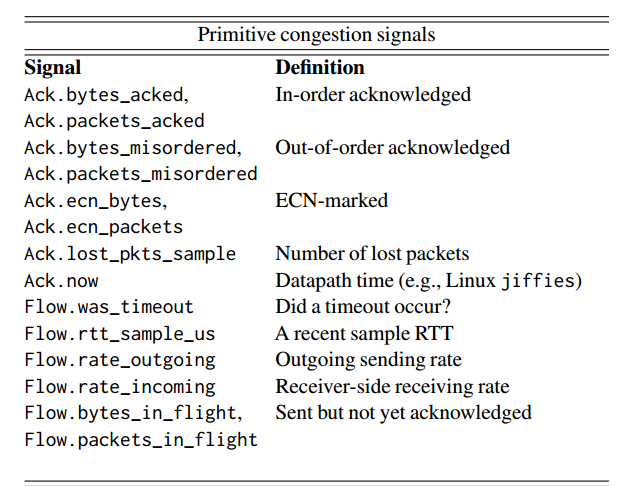 Primitive congestion signals
Signal Definition
Ack.bytes_acked, In-order acknowledged
Ack.packets_acked
Ack.bytes_misordered, Out-of-order acknowledged
Ack.packets_misordered
Ack.ecn_bytes, ECN-marked
Ack.ecn_packets
Ack.lost_pkts_sample Number of lost packets
Ack.now Datapath time (e.g., Linux jiffies)
Flow.was_timeout Did a timeout occur?
Flow.rtt_sample_us A recent sample RTT
Flow.rate_outgoing Outgoing sending rate
Flow.rate_incoming Receiver-side receiving rate
Flow.bytes_in_flight, Sent but not yet acknowledged
Flow.packets_in_flight